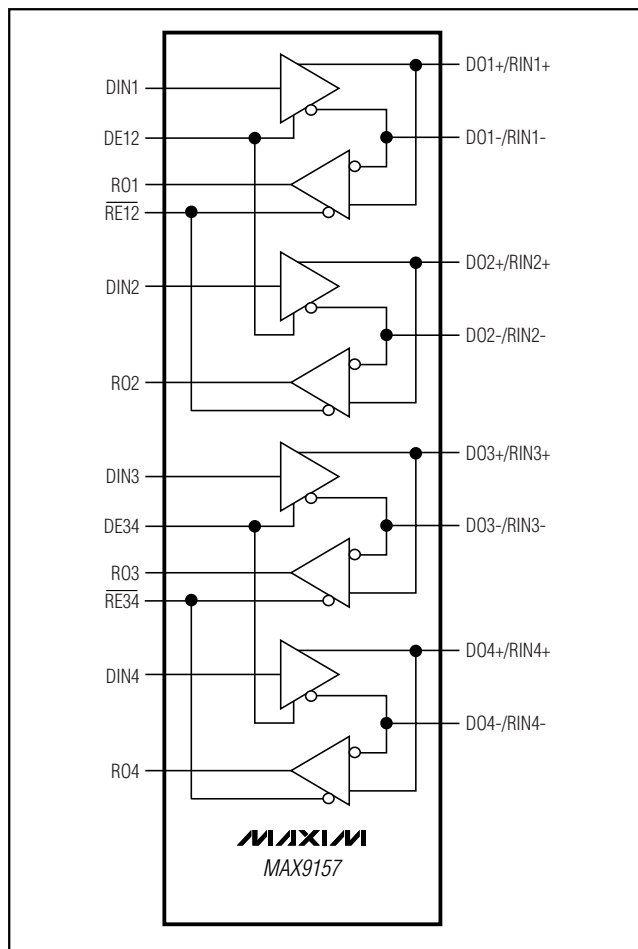 DIN1
DO1+/RIN1+
DE12
DO1-/RIN1-
RO1
RE12
DO2+/RIN2+
DIN2
DO2-/RIN2-
RO2
DIN3
DO3+/RIN3+
DE34
DO3-/RIN3-
RO3
RE34
DO4+/RIN4+
DIN4
DO4-/RIN4-
RO4
MAXIM
MAX9157